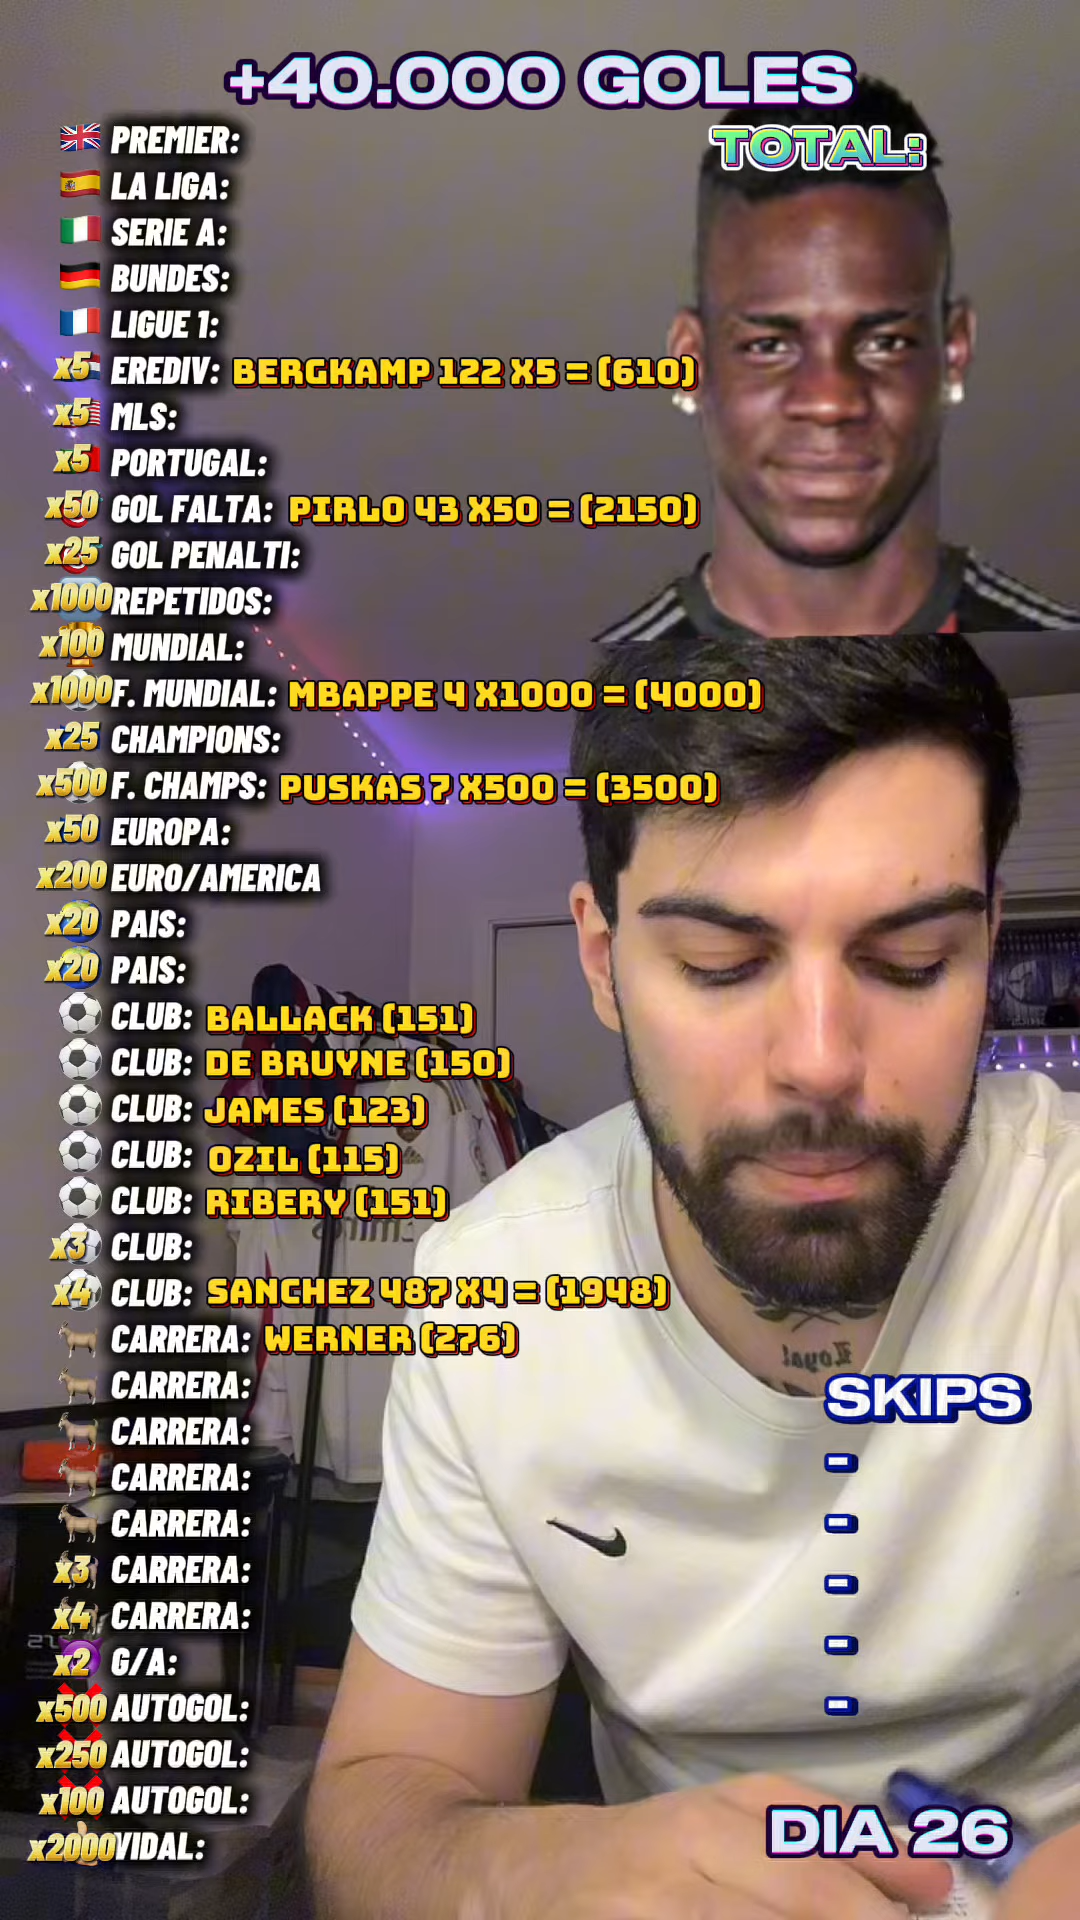 +40.000 GOLES
TOTAL:
PREMIER:
LA LIGA:
SERIE A:
BUNDES:
LIGUE 1:
x5 EREDIV: BERGKAMP 122 X5 = (610)
x5 MLS:
x5 PORTUGAL:
x50 GOL FALTA: PIRLO 43 X50 = (2150)
x25 GOL PENALTI:
x1000 REPETIDOS:
x100 MUNDIAL:
x1000 F. MUNDIAL: MBAPPE 4 X1000 = (4000)
x25 CHAMPIONS:
x500 F. CHAMPS: PUSKAS 7 X500 = (3500)
x50 EUROPA:
x200 EURO/AMERICA
x20 PAIS:
x20 PAIS:
CLUB: BALLACK (151)
CLUB: DE BRUYNE (150)
CLUB: JAMES (123)
CLUB: OZIL (115)
CLUB: RIBERY (151)
x3 CLUB:
x4 CLUB: SANCHEZ 487 X4 = (1948)
CARRERA: WERNER (276)
CARRERA:
CARRERA:
CARRERA:
CARRERA:
x3 CARRERA:
x4 CARRERA:
x2 G/A:
x500 AUTOGOL:
x250 AUTOGOL:
x100 AUTOGOL:
x2000 VIDAL:
Loyal
SKIPS
-
-
-
-
-
DIA 26